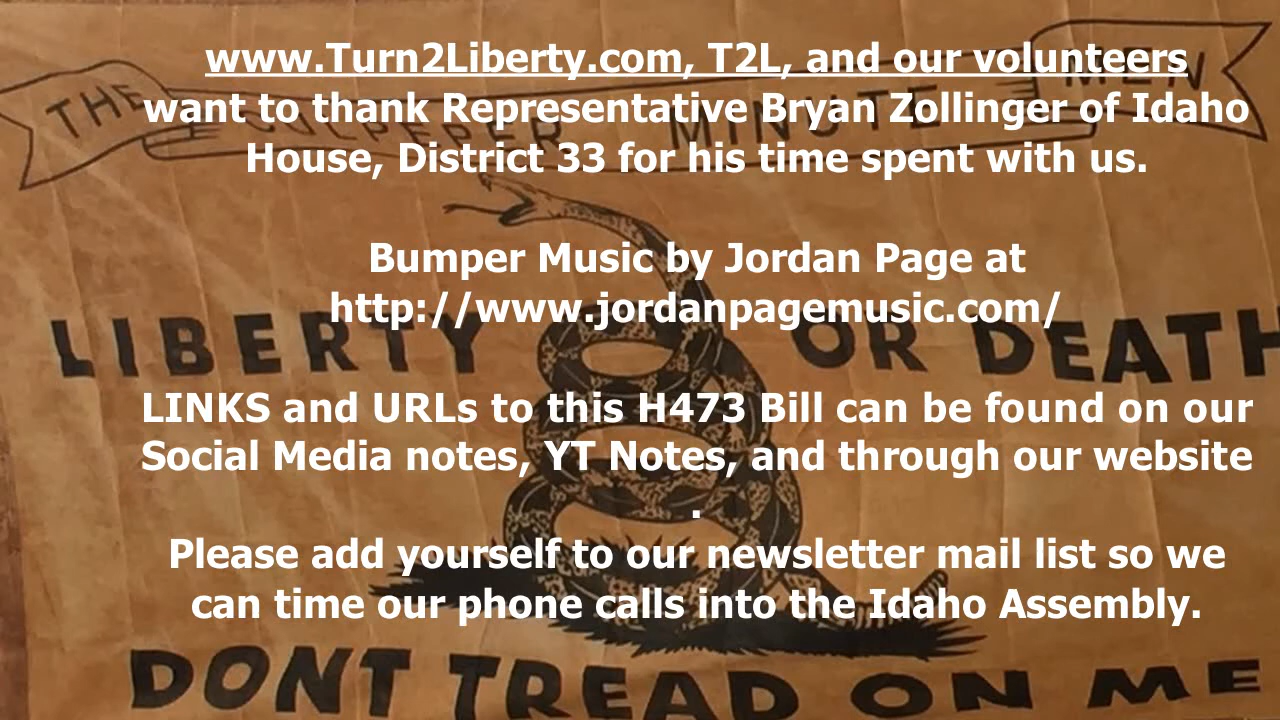 www.Turn2Liberty.com, T2L, and our volunteers
want to thank Representative Bryan Zollinger of Idaho
House, District 33 for his time spent with us.
THE CULPEPER MINUTE MEN
Bumper Music by Jordan Page at
http://www.jordanpagemusic.com/
LIBERTY OR DEATH
LINKS and URLs to this H473 Bill can be found on our
Social Media notes, YT Notes, and through our website
.
Please add yourself to our newsletter mail list so we
can time our phone calls into the Idaho Assembly.
DONT TREAD ON ME